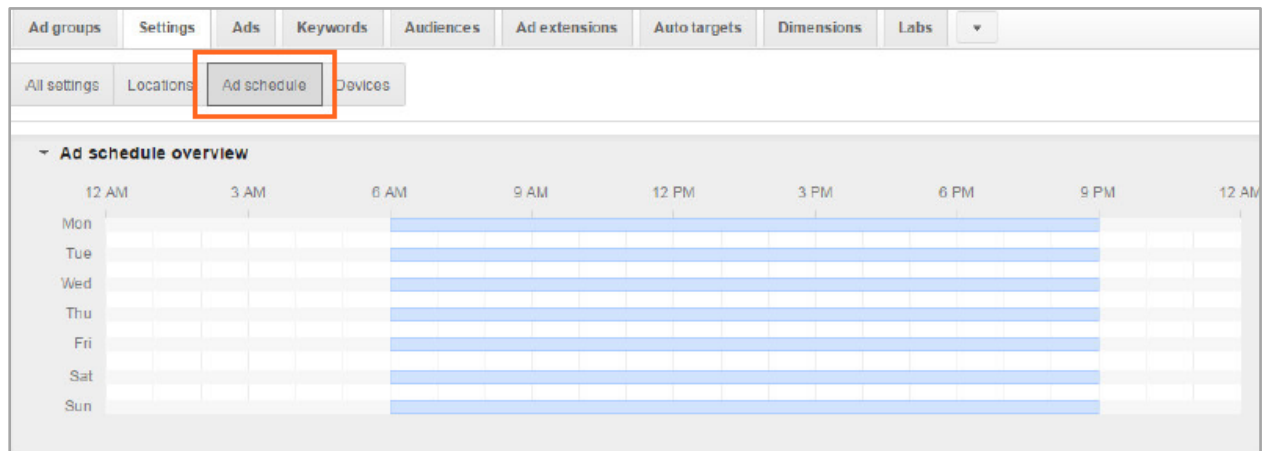 Ad groups Settings Ads Keywords Audiences Ad extensions Auto targets Dimensions Labs
All settings Locations Ad schedule Devices
Ad schedule overview
12 AM 3 AM 6 AM 9 AM 12 PM 3 PM 6 PM 9 PM 12 AM
Mon
Tue
Wed
Thu
Fri
Sat
Sun